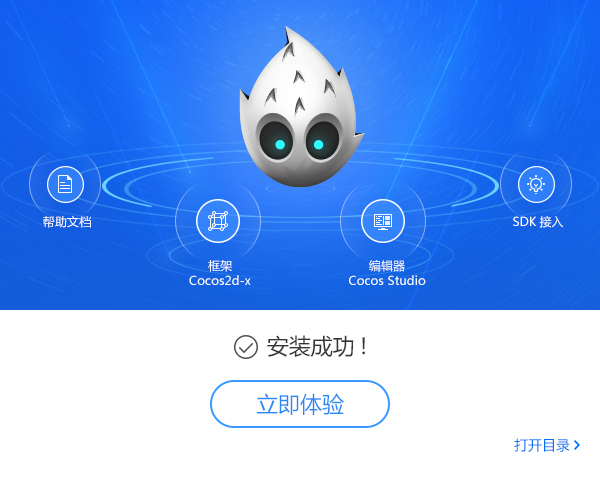 帮助文档
SDK 接入
框架
Cocos2d-x
编辑器
Cocos Studio
安装成功！
立即体验
打开目录